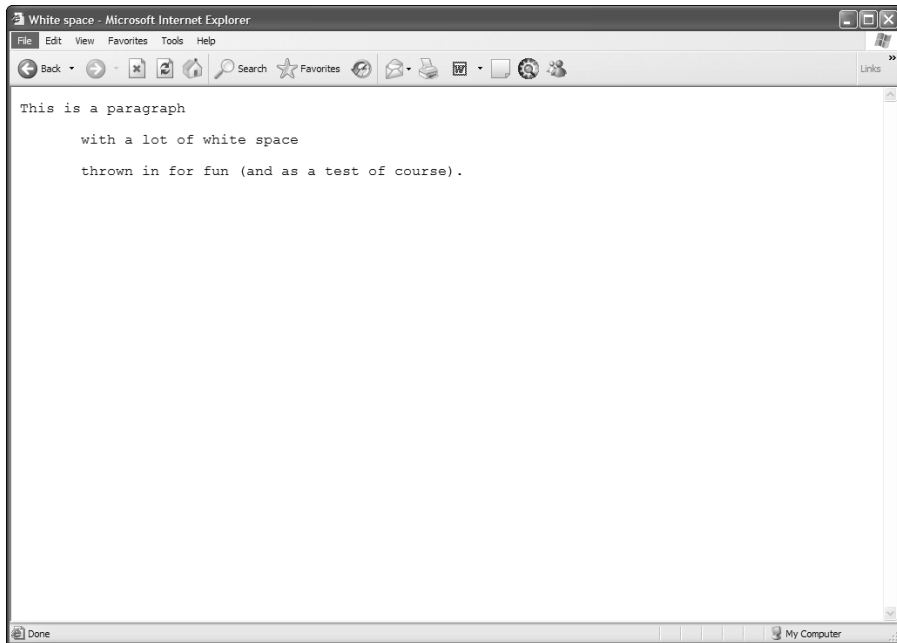 White space - Microsoft Internet Explorer
File Edit View Favorites Tools Help
Back Search Favorites W Links »
This is a paragraph
with a lot of white space
thrown in for fun (and as a test of course).
Done My Computer